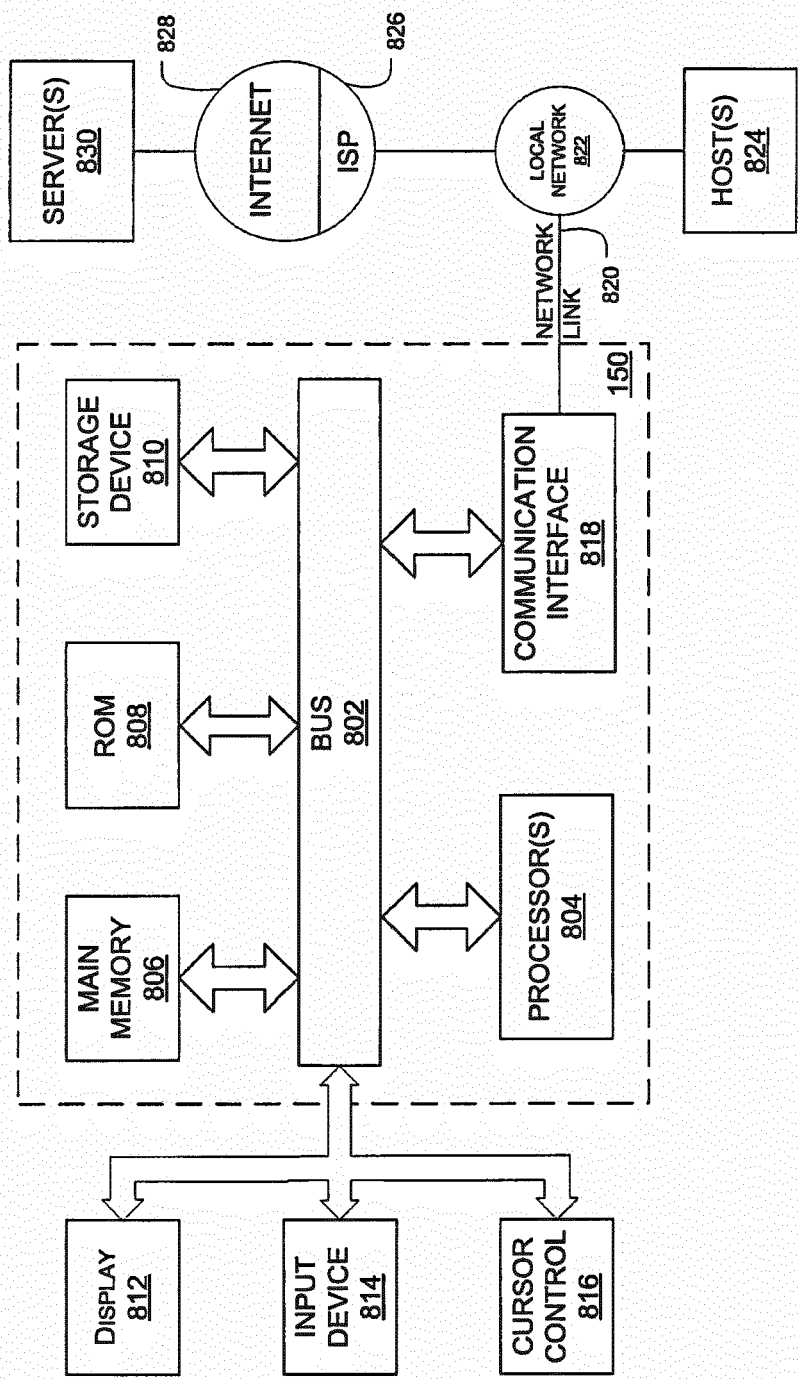 DISPLAY
812
INPUT
DEVICE
814
CURSOR
CONTROL
816
MAIN
MEMORY
806
ROM
808
STORAGE
DEVICE
810
BUS
802
PROCESSOR(S)
804
COMMUNICATION
INTERFACE
818
150
NETWORK
LINK
820
SERVER(S)
830
828
INTERNET
ISP
826
LOCAL
NETWORK
822
HOST(S)
824